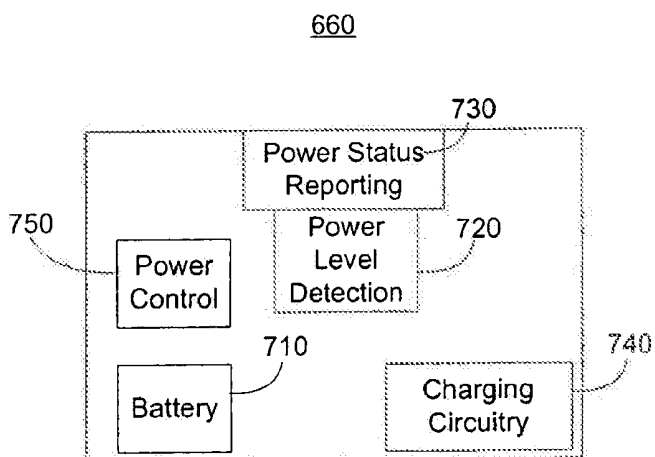 660
730
Power Status
Reporting
750
720
Power
Level
Detection
Power
Control
710
740
Battery
Charging
Circuitry